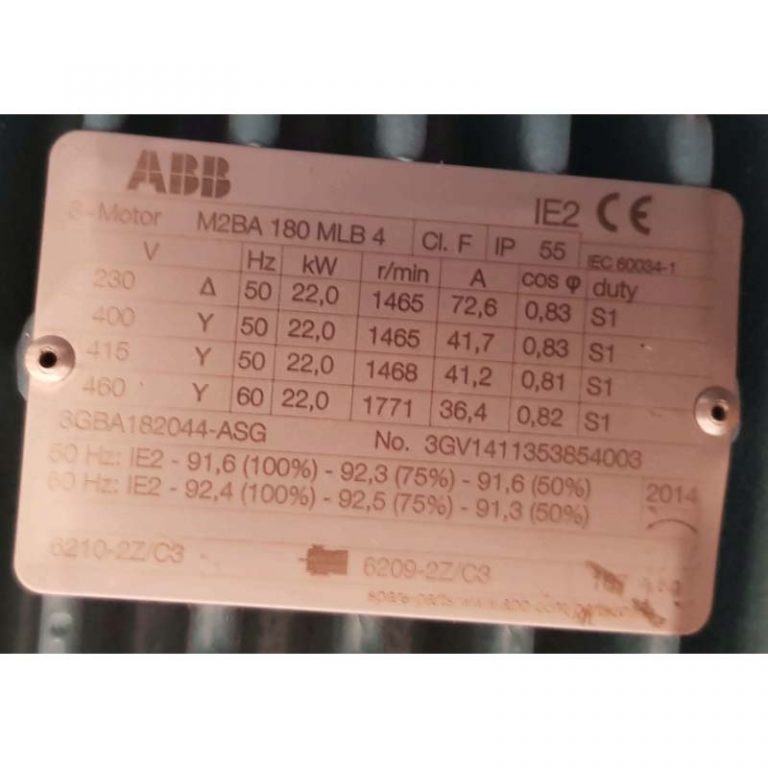 ABB
IE2 CE
3~Motor M2BA 180 MLB 4 Cl. F IP 55 IEC 60034-1
V Hz kW r/min A cos φ duty
230 Δ 50 22,0 1465 72,6 0,83 S1
400 Y 50 22,0 1465 41,7 0,83 S1
415 Y 50 22,0 1468 41,2 0,81 S1
460 Y 60 22,0 1771 36,4 0,82 S1
3GBA182044-ASG No. 3GV1411353854003
50 Hz: IE2 - 91,6 (100%) - 92,3 (75%) - 91,6 (50%)
60 Hz: IE2 - 92,4 (100%) - 92,5 (75%) - 91,3 (50%)
2014
6210-2Z/C3 6209-2Z/C3